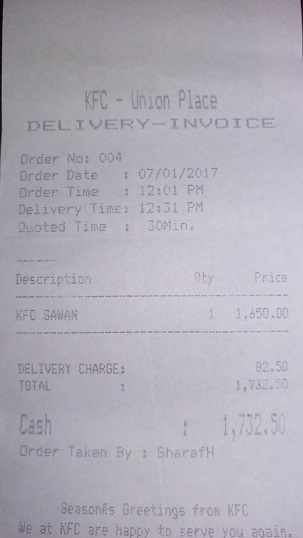 KFC - Union Place
DELIVERY-INVOICE
Order No: 004
Order Date : 07/01/2017
Order Time : 12:01 PM
Delivery Time: 12:31 PM
Quoted Time : 30Min.
Description Qty Price
KFC SAWAN 1 1,650.00
DELIVERY CHARGE: 82.50
TOTAL : 1,732.50
Cash : 1,732.50
Order Taken By : SharafH
Season&s Greetings from KFC
We at KFC are happy to serve you again.